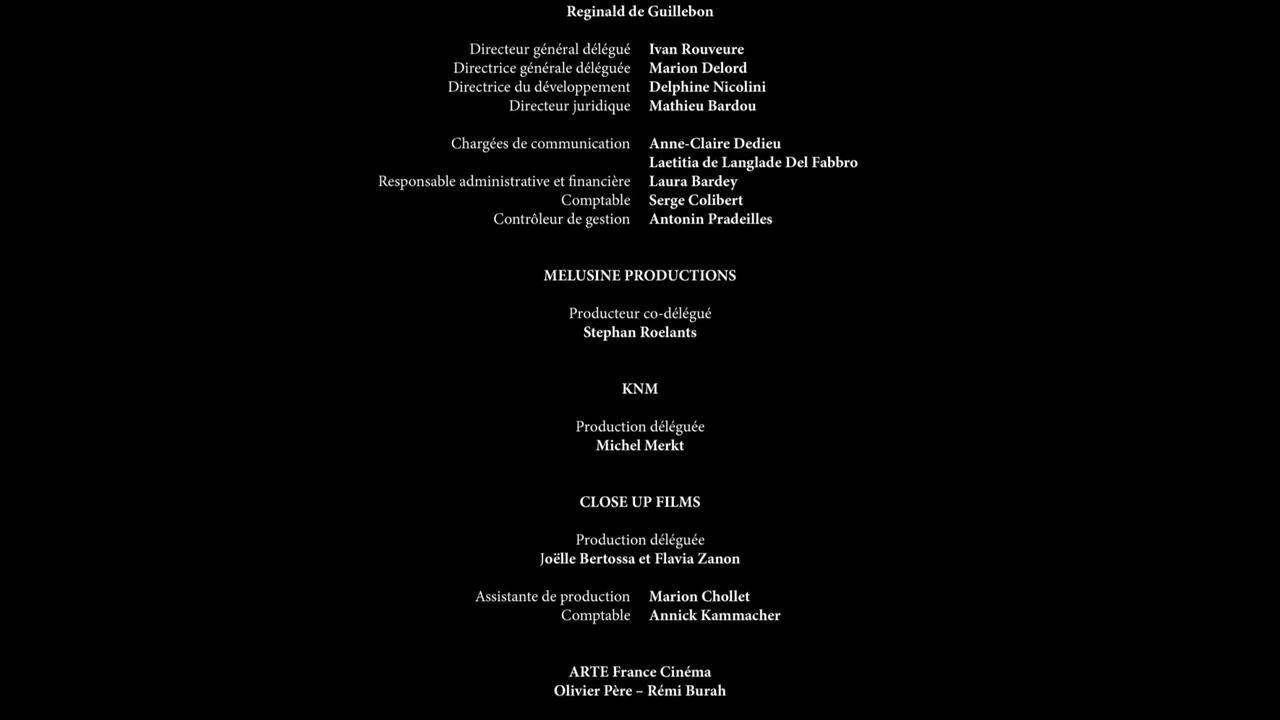 Reginald de Guillebon
Directeur général délégué Ivan Rouveure
Directrice générale déléguée Marion Delord
Directrice du développement Delphine Nicolini
Directeur juridique Mathieu Bardou
Chargées de communication Anne-Claire Dedieu
Laetitia de Langlade Del Fabbro
Responsable administrative et financière Laura Bardey
Comptable Serge Colibert
Contrôleur de gestion Antonin Pradeilles
MELUSINE PRODUCTIONS
Producteur co-délégué
Stephan Roelants
KNM
Production déléguée
Michel Merkt
CLOSE UP FILMS
Production déléguée
Joëlle Bertossa et Flavia Zanon
Assistante de production Marion Chollet
Comptable Annick Kammacher
ARTE France Cinéma
Olivier Père – Rémi Burah